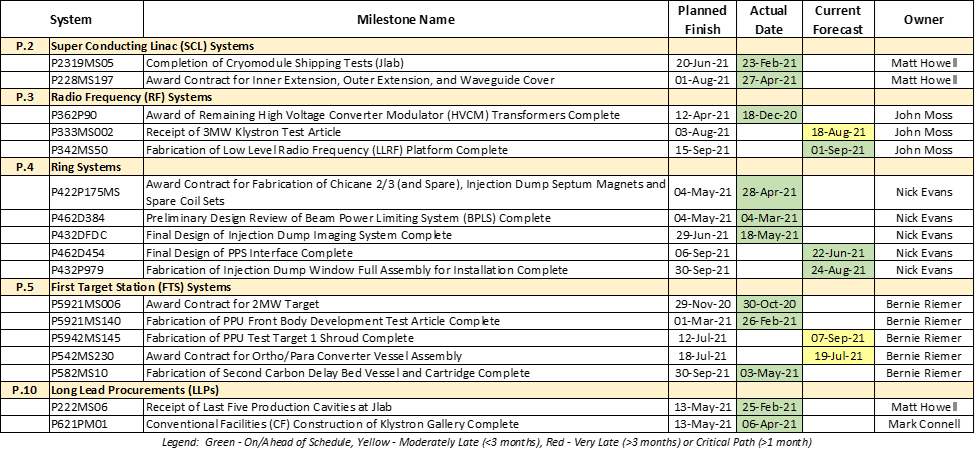 System Milestone Name Planned Finish Actual Date Current Forecast Owner
P.2 Super Conducting Linac (SCL) Systems
P2319MS05 Completion of Cryomodule Shipping Tests (Jlab) 20-Jun-21 23-Feb-21 Matt Howell
P228MS197 Award Contract for Inner Extension, Outer Extension, and Waveguide Cover 01-Aug-21 27-Apr-21 Matt Howell
P.3 Radio Frequency (RF) Systems
P362P90 Award of Remaining High Voltage Converter Modulator (HVCM) Transformers Complete 12-Apr-21 18-Dec-20 John Moss
P333MS002 Receipt of 3MW Klystron Test Article 03-Aug-21 18-Aug-21 John Moss
P342MS50 Fabrication of Low Level Radio Frequency (LLRF) Platform Complete 15-Sep-21 01-Sep-21 John Moss
P.4 Ring Systems
P422P175MS Award Contract for Fabrication of Chicane 2/3 (and Spare), Injection Dump Septum Magnets and
Spare Coil Sets 04-May-21 28-Apr-21 Nick Evans
P462D384 Preliminary Design Review of Beam Power Limiting System (BPLS) Complete 04-May-21 04-Mar-21 Nick Evans
P432DFDC Final Design of Injection Dump Imaging System Complete 29-Jun-21 18-May-21 Nick Evans
P462D454 Final Design of PPS Interface Complete 06-Sep-21 22-Jun-21 Nick Evans
P432P979 Fabrication of Injection Dump Window Full Assembly for Installation Complete 30-Sep-21 24-Aug-21 Nick Evans
P.5 First Target Station (FTS) Systems
P5921MS006 Award Contract for 2MW Target 29-Nov-20 30-Oct-20 Bernie Riemer
P5921MS140 Fabrication of PPU Front Body Development Test Article Complete 01-Mar-21 26-Feb-21 Bernie Riemer
P5942MS145 Fabrication of PPU Test Target 1 Shroud Complete 12-Jul-21 07-Sep-21 Bernie Riemer
P542MS230 Award Contract for Ortho/Para Converter Vessel Assembly 18-Jul-21 19-Jul-21 Bernie Riemer
P582MS10 Fabrication of Second Carbon Delay Bed Vessel and Cartridge Complete 30-Sep-21 03-May-21 Bernie Riemer
P.10 Long Lead Procurements (LLPs)
P222MS06 Receipt of Last Five Production Cavities at Jlab 13-May-21 25-Feb-21 Matt Howell
P621PM01 Conventional Facilities (CF) Construction of Klystron Gallery Complete 13-May-21 06-Apr-21 Mark Connell
Legend: Green - On/Ahead of Schedule, Yellow - Moderately Late (<3 months), Red - Very Late (>3 months) or Critical Path (>1 month)